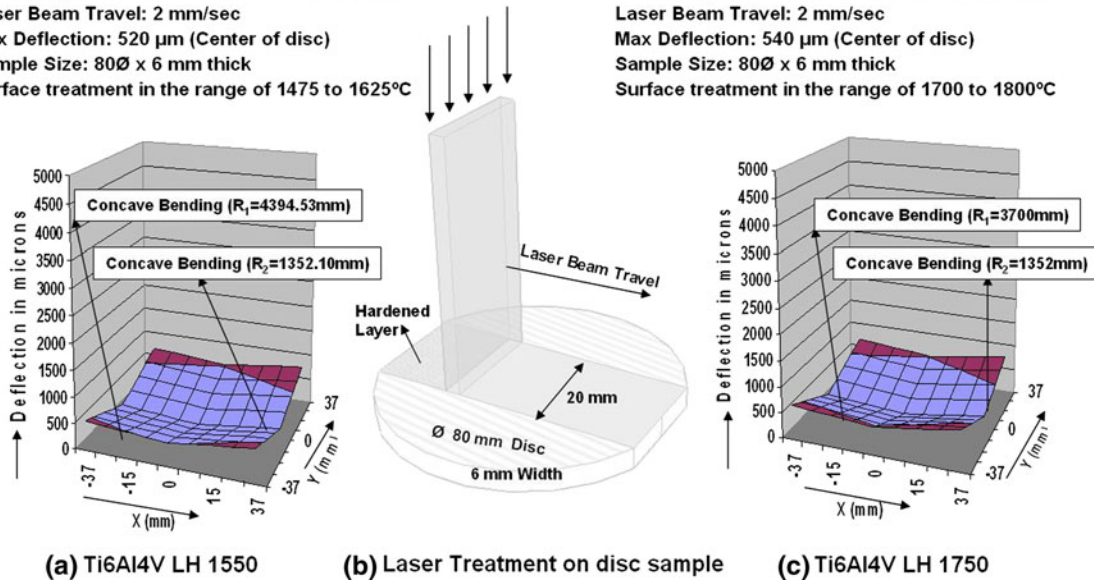 Laser Beam Travel: 2 mm/sec
Max Deflection: 520 µm (Center of disc)
Sample Size: 80Ø x 6 mm thick
Surface treatment in the range of 1475 to 1625ºC
Laser Beam Travel: 2 mm/sec
Max Deflection: 540 µm (Center of disc)
Sample Size: 80Ø x 6 mm thick
Surface treatment in the range of 1700 to 1800ºC
Deflection in microns
5000
4500
4000
3500
3000
2500
2000
1500
1000
500
0
Concave Bending (R1=4394.53mm)
Concave Bending (R2=1352.10mm)
-37
-15
0
15
37
X (mm)
37
0
-37
Y (mm)
Laser Beam Travel
Hardened
Layer
20 mm
Ø 80 mm Disc
6 mm Width
Deflection in microns
5000
4500
4000
3500
3000
2500
2000
1500
1000
500
0
Concave Bending (R1=3700mm)
Concave Bending (R2=1352mm)
-37
-15
0
15
37
X (mm)
37
0
-37
Y (mm)
(a) Ti6Al4V LH 1550
(b) Laser Treatment on disc sample
(c) Ti6Al4V LH 1750